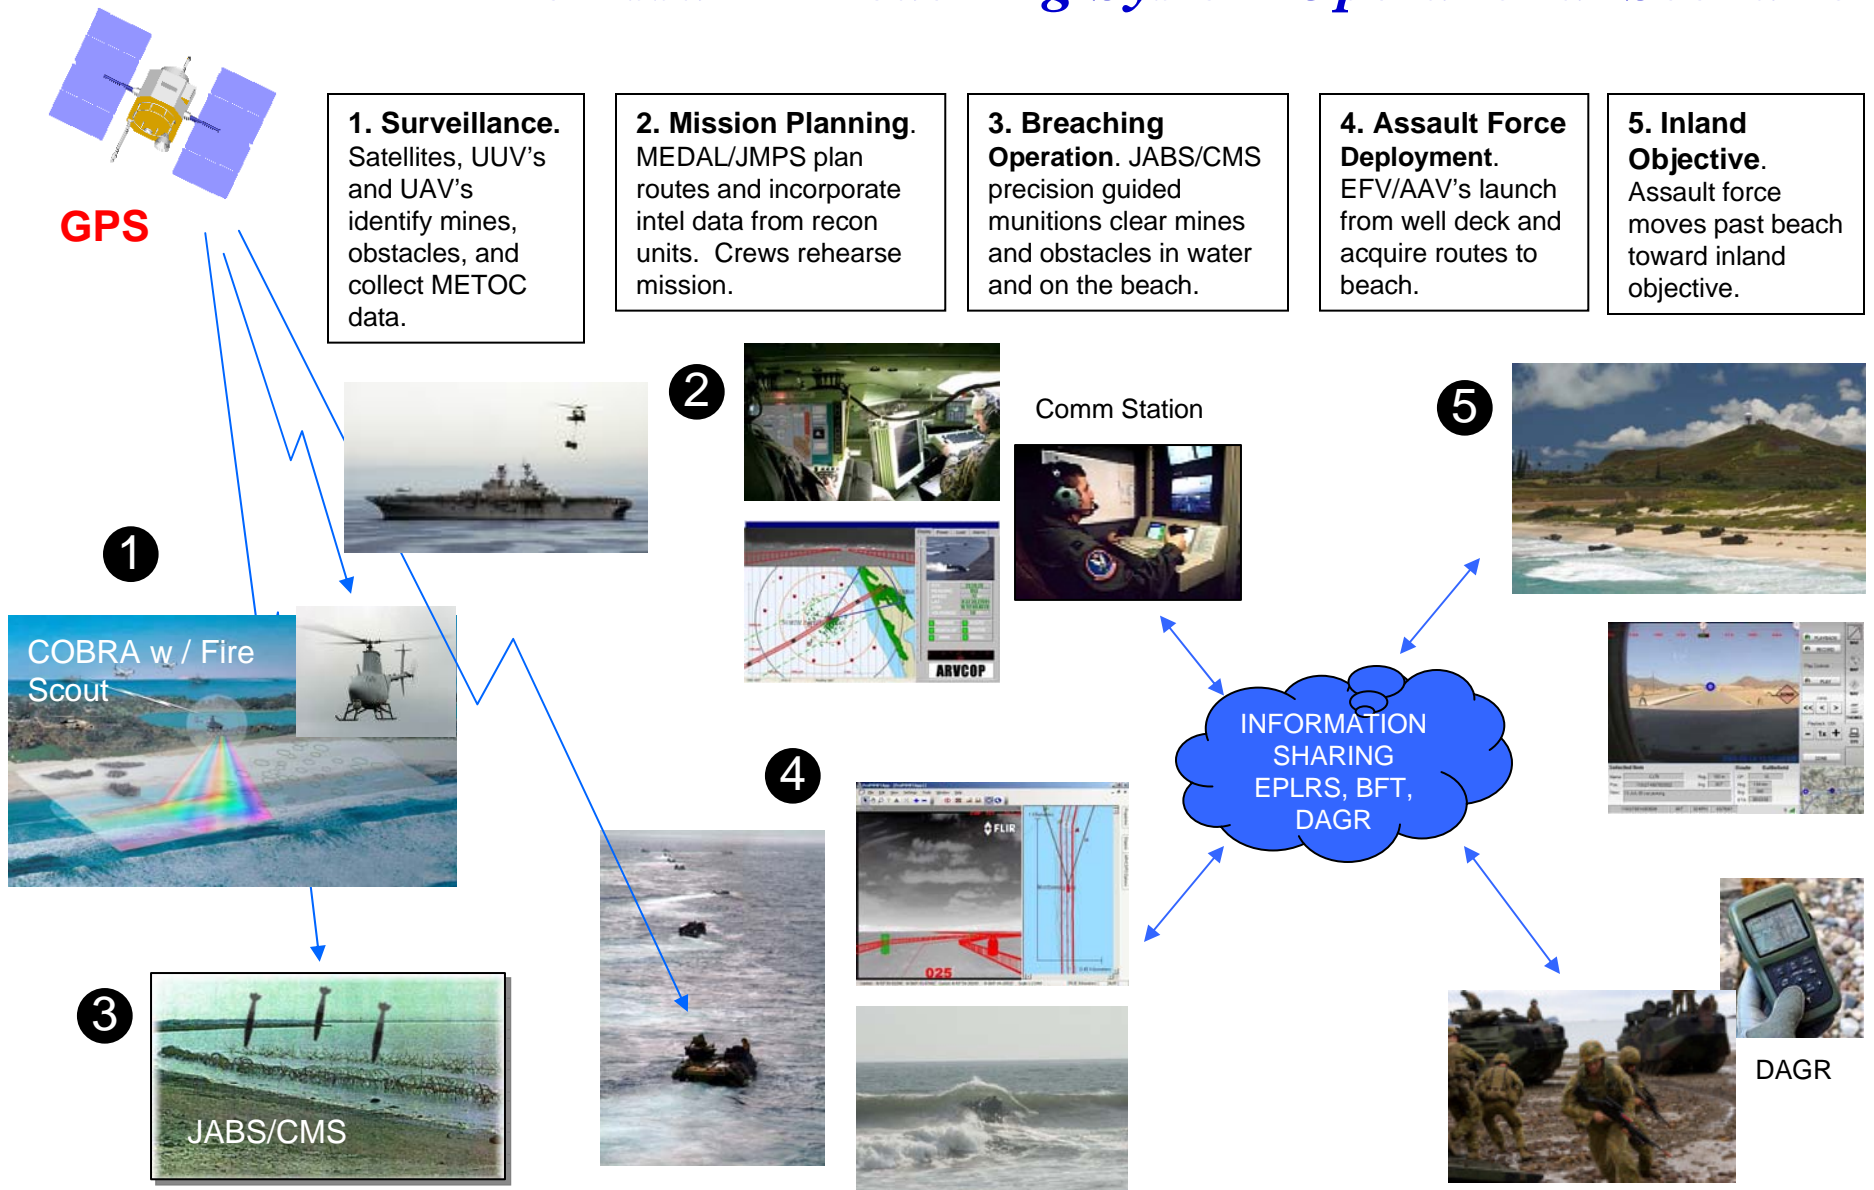 GPS
1. Surveillance.
Satellites, UUV's
and UAV's
identify mines,
obstacles, and
collect METOC
data.
2. Mission Planning.
MEDAL/JMPS plan
routes and incorporate
intel data from recon
units.  Crews rehearse
mission.
3. Breaching
Operation. JABS/CMS
precision guided
munitions clear mines
and obstacles in water
and on the beach.
4. Assault Force
Deployment.
EFV/AAV's launch
from well deck and
acquire routes to
beach.
5. Inland
Objective.
Assault force
moves past beach
toward inland
objective.
2
Comm Station
5
1
COBRA w / Fire
Scout
ARVCOP
INFORMATION
SHARING
EPLRS, BFT,
DAGR
PLAYBACK
RECORD
PLAY
<< < >
- 1x +
4
FLIR
025
3
JABS/CMS
DAGR